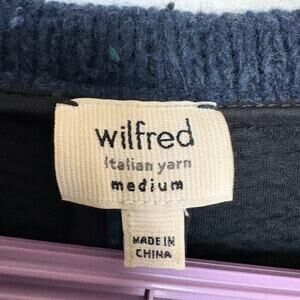 wilfred
Italian yarn
medium
MADE IN
CHINA